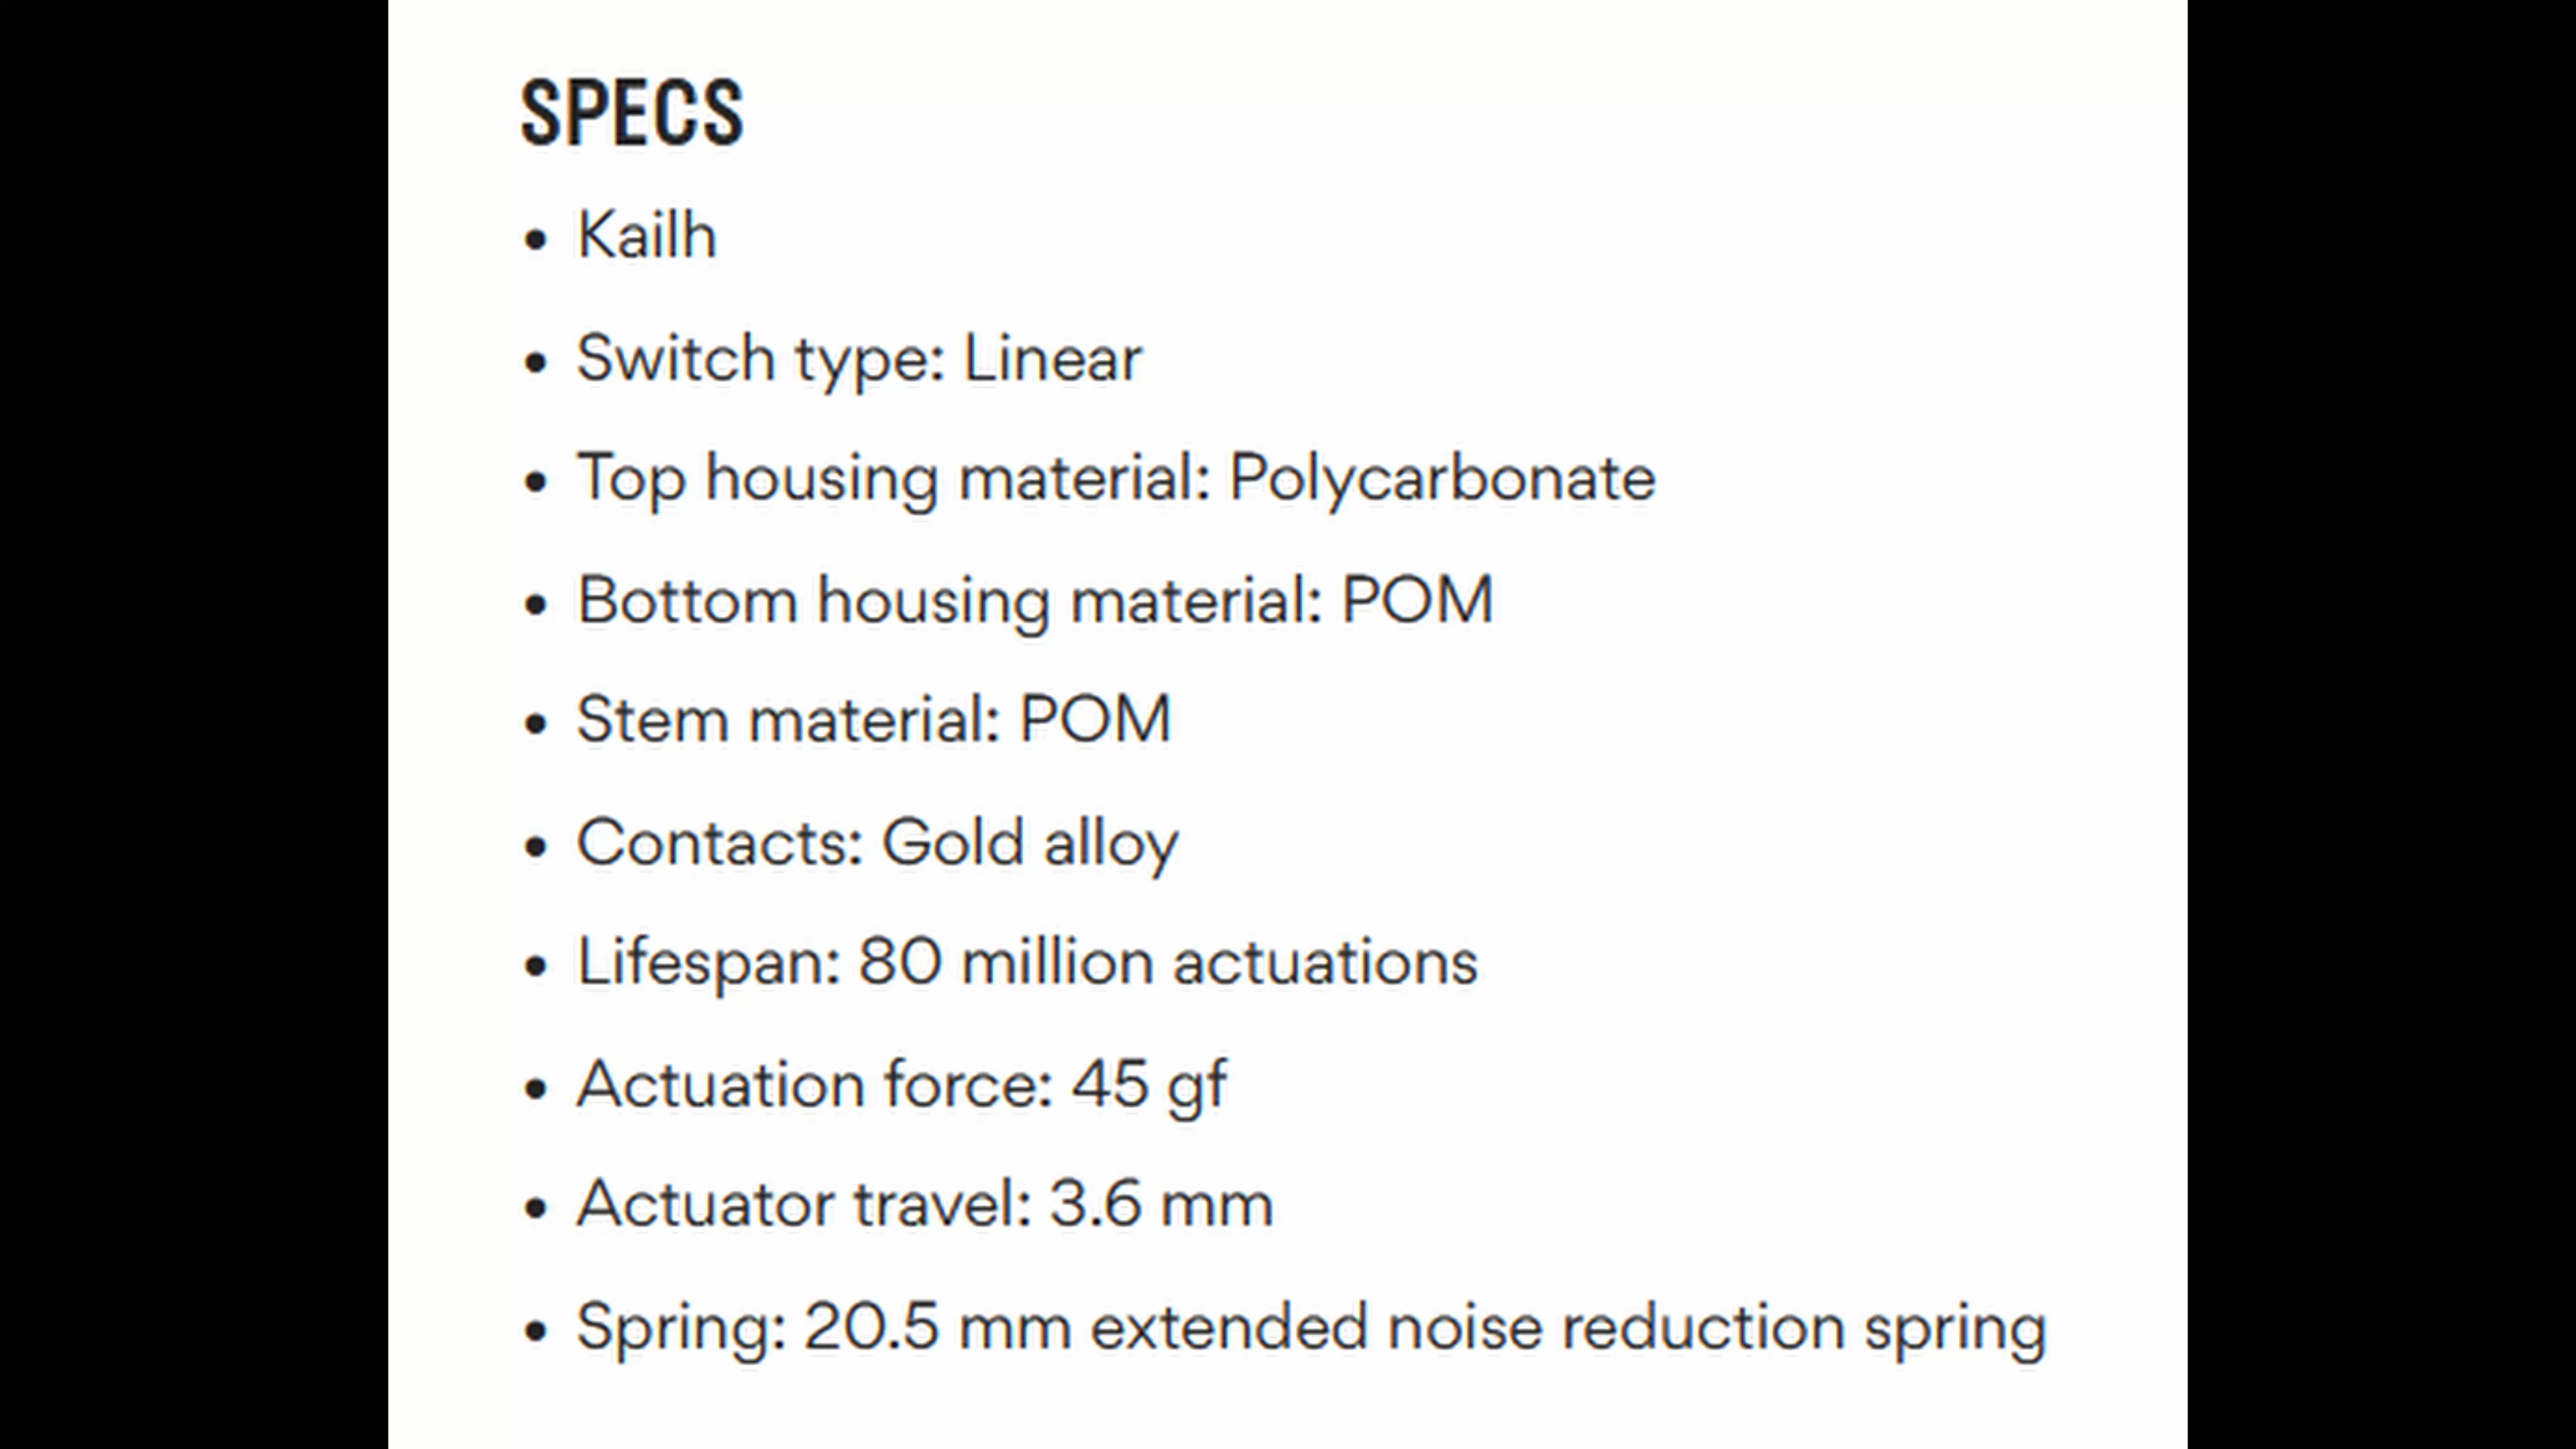 SPECS
• Kailh
• Switch type: Linear
• Top housing material: Polycarbonate
• Bottom housing material: POM
• Stem material: POM
• Contacts: Gold alloy
• Lifespan: 80 million actuations
• Actuation force: 45 gf
• Actuator travel: 3.6 mm
• Spring: 20.5 mm extended noise reduction spring